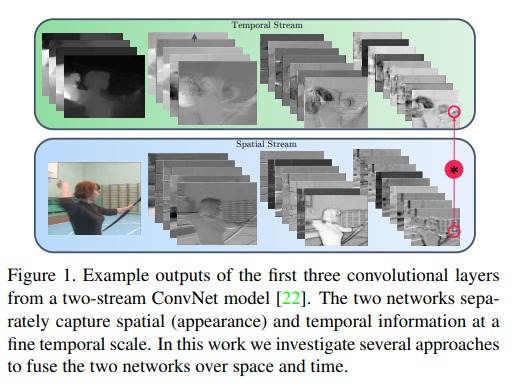 Temporal Stream
Spatial Stream
*
Figure 1. Example outputs of the first three convolutional layers
from a two-stream ConvNet model [22]. The two networks sepa-
rately capture spatial (appearance) and temporal information at a
fine temporal scale. In this work we investigate several approaches
to fuse the two networks over space and time.